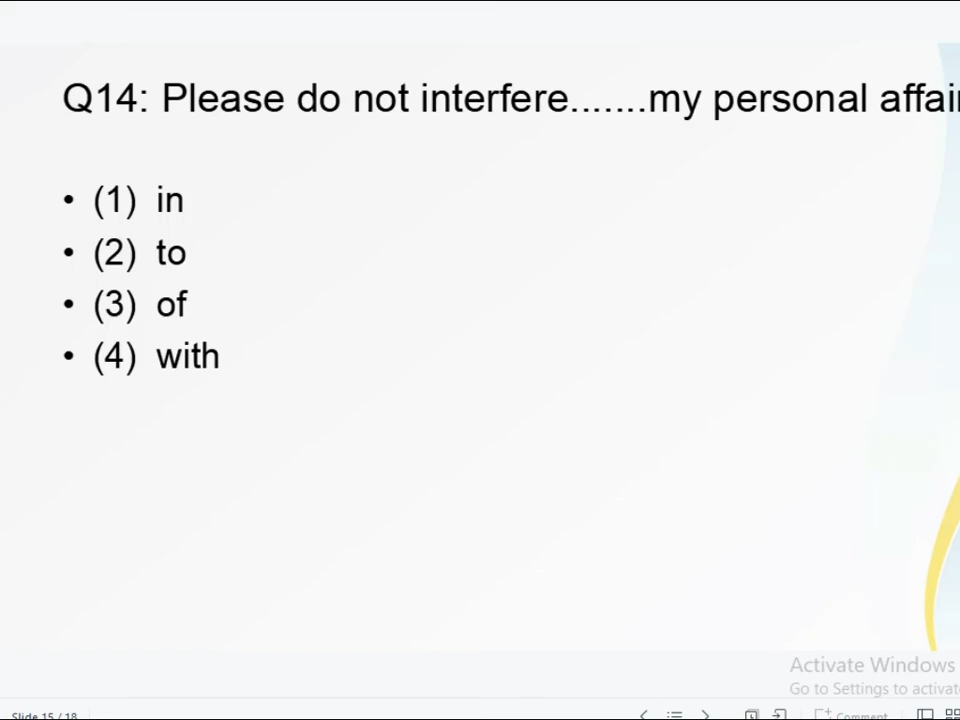 Q14: Please do not interfere.......my personal affair
• (1) in
• (2) to
• (3) of
• (4) with
Activate Windows
Go to Settings to activate
Slide 15 / 18
Comment